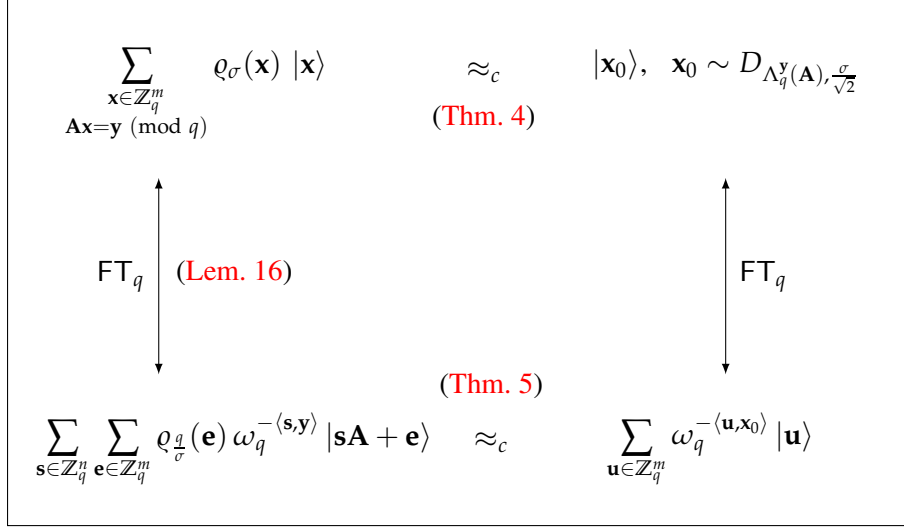 ∑_{𝐱∈ℤ_q^m, 𝐀𝐱=𝐲 (mod q)} ϱ_σ(𝐱) |𝐱⟩ ≈_c |𝐱_0⟩, 𝐱_0 ∼ D_{Λ_q^𝐲(𝐀), σ/√2}
(Thm. 4)
FT_q (Lem. 16) FT_q
(Thm. 5)
∑_{𝐬∈ℤ_q^n} ∑_{𝐞∈ℤ_q^m} ϱ_{q/σ}(𝐞) ω_q^{−⟨𝐬,𝐲⟩} |𝐬𝐀 + 𝐞⟩ ≈_c ∑_{𝐮∈ℤ_q^m} ω_q^{−⟨𝐮,𝐱_0⟩} |𝐮⟩